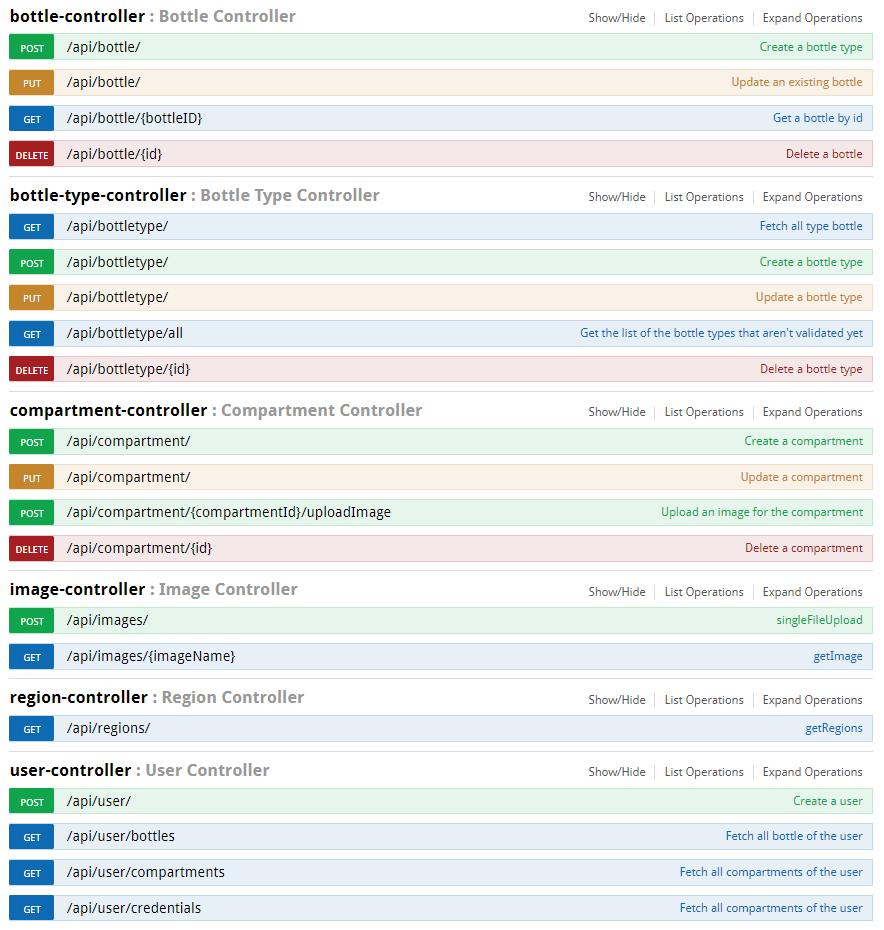 bottle-controller : Bottle Controller Show/Hide List Operations Expand Operations
POST /api/bottle/ Create a bottle type
PUT /api/bottle/ Update an existing bottle
GET /api/bottle/{bottleID} Get a bottle by id
DELETE /api/bottle/{id} Delete a bottle
bottle-type-controller : Bottle Type Controller Show/Hide List Operations Expand Operations
GET /api/bottletype/ Fetch all type bottle
POST /api/bottletype/ Create a bottle type
PUT /api/bottletype/ Update a bottle type
GET /api/bottletype/all Get the list of the bottle types that aren't validated yet
DELETE /api/bottletype/{id} Delete a bottle type
compartment-controller : Compartment Controller Show/Hide List Operations Expand Operations
POST /api/compartment/ Create a compartment
PUT /api/compartment/ Update a compartment
POST /api/compartment/{compartmentId}/uploadImage Upload an image for the compartment
DELETE /api/compartment/{id} Delete a compartment
image-controller : Image Controller Show/Hide List Operations Expand Operations
POST /api/images/ singleFileUpload
GET /api/images/{imageName} getImage
region-controller : Region Controller Show/Hide List Operations Expand Operations
GET /api/regions/ getRegions
user-controller : User Controller Show/Hide List Operations Expand Operations
POST /api/user/ Create a user
GET /api/user/bottles Fetch all bottle of the user
GET /api/user/compartments Fetch all compartments of the user
GET /api/user/credentials Fetch all compartments of the user